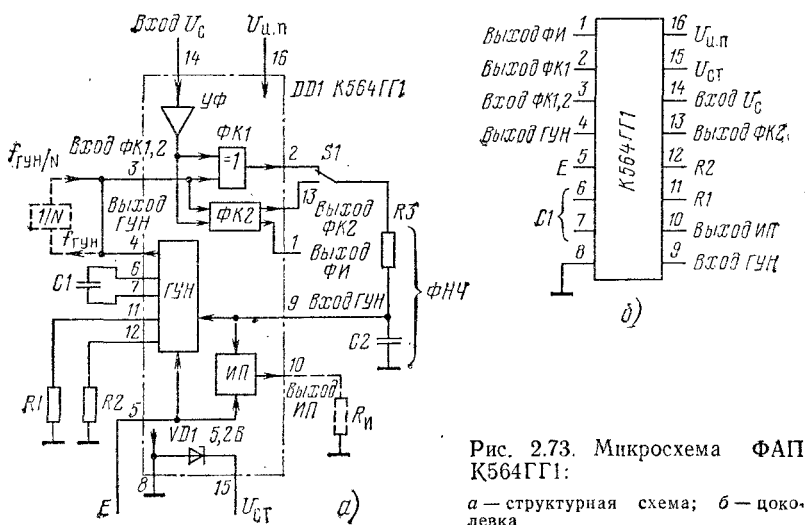 Вход Uс
Uи.п
14
16
DD1 К564ГГ1
УФ
fГУН/N
Вход ФК1,2
3
ФК1
=1
2
S1
1/N
fГУН
Выход ГУН
ФК2
13
Выход ФК2
1
Выход ФИ
R3
4
6
C1
7
ГУН
9
Вход ГУН
ФНЧ
11
12
C2
R1
R2
ИП
10
Выход ИП
Rи
5
VD1 5,2В
8
15
E
Uст
а)
Выход ФИ 1
Выход ФК1 2
Вход ФК1,2 3
Выход ГУН 4
E 5
C1 { 6
7
8
К564ГГ1
16 Uи.п
15 Uст
14 Вход Uс
13 Выход ФК2
12 R2
11 R1
10 Выход ИП
9 Вход ГУН
б)
Рис. 2.73. Микросхема ФАП
К564ГГ1:
а — структурная схема; б — цоко-
левка